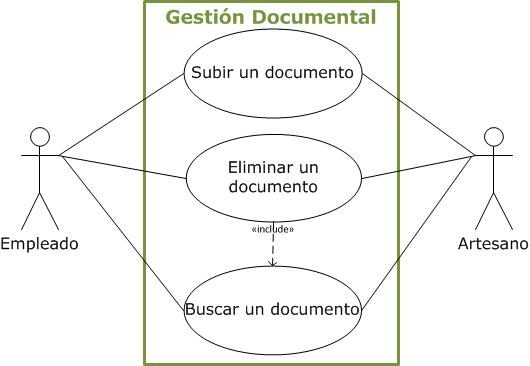 Gestión Documental
Subir un documento
Eliminar un
documento
«include»
Empleado
Artesano
Buscar un documento